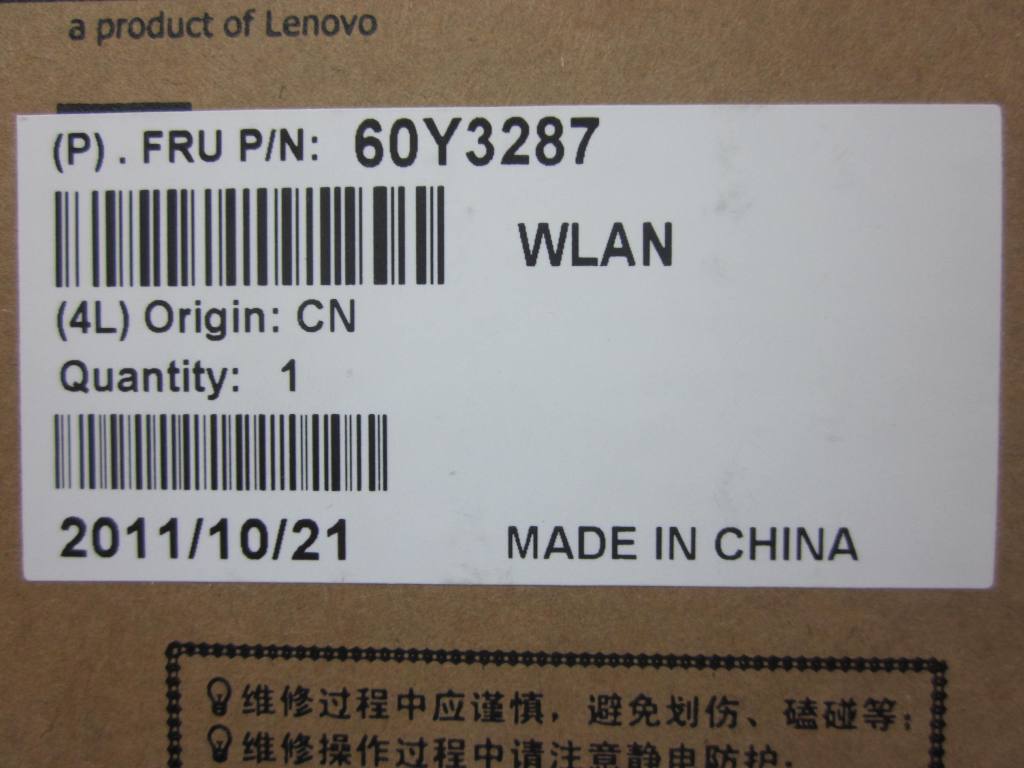 a product of Lenovo
(P) . FRU P/N: 60Y3287
WLAN
(4L) Origin: CN
Quantity: 1
2011/10/21 MADE IN CHINA
维修过程中应谨慎，避免划伤、磕碰等；
维修操作过程中请注意静电防护.